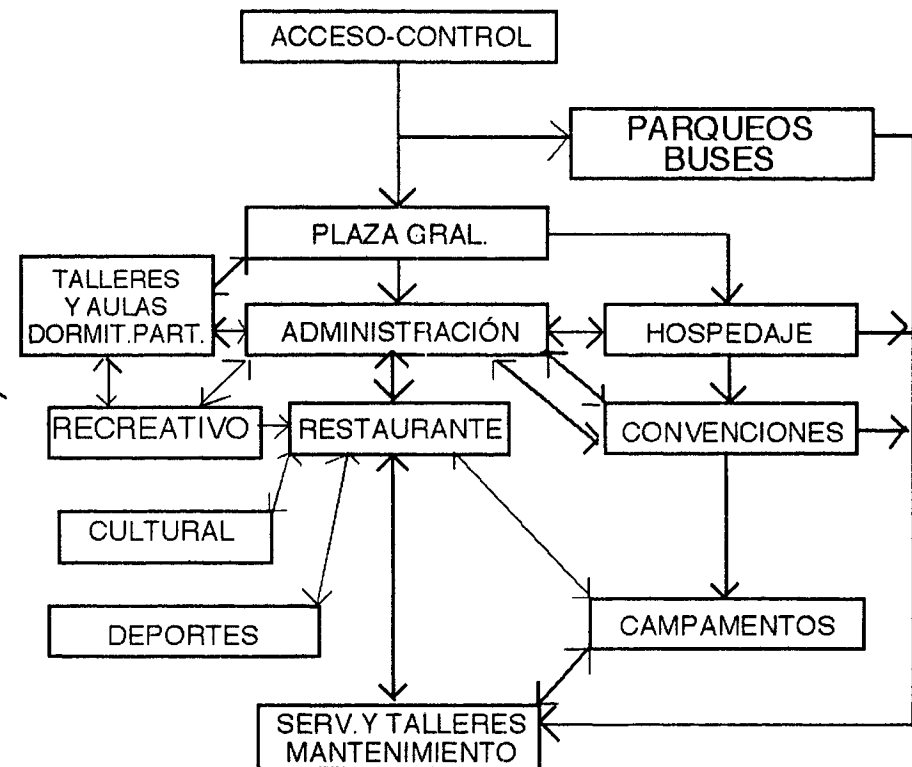 ACCESO-CONTROL
PARQUEOS
BUSES
PLAZA GRAL.
TALLERES
Y AULAS
DORMIT.PART.
ADMINISTRACIÓN
HOSPEDAJE
RECREATIVO
RESTAURANTE
CONVENCIONES
CULTURAL
DEPORTES
CAMPAMENTOS
SERV.Y TALLERES
MANTENIMIENTO